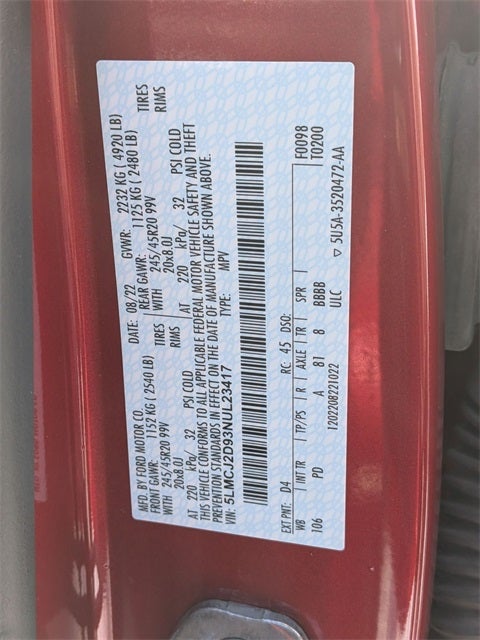 MFD. BY FORD MOTOR CO.
DATE: 08/22 GVWR: 2232 KG ( 4920 LB)
FRONT GAWR: 1152 KG ( 2540 LB) REAR GAWR: 1125 KG ( 2480 LB)
WITH 245/45R20 99V TIRES WITH 245/45R20 99V TIRES
20x8.0J RIMS 20x8.0J RIMS
AT 220 kPa/ 32 PSI COLD AT 220 kPa/ 32 PSI COLD
THIS VEHICLE CONFORMS TO ALL APPLICABLE FEDERAL MOTOR VEHICLE SAFETY AND THEFT
PREVENTION STANDARDS IN EFFECT ON THE DATE OF MANUFACTURE SHOWN ABOVE.
VIN: 5LMCJ2D93NUL23417 TYPE: MPV
F0098
T0200
EXT PNT: D4 RC: 45 DSO:
WB INT TR TP/PS R AXLE TR SPR
106 PD A 81 8 BBBB
1202208221022 ULC
▽ 5U5A-3520472-AA